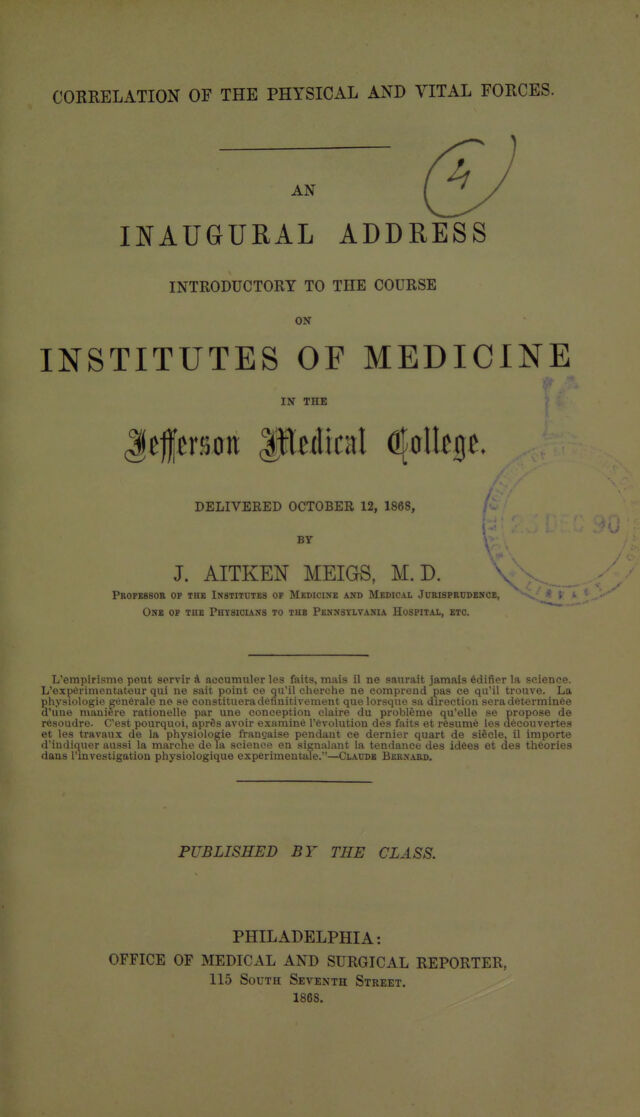 CORRELATION OF THE PHYSICAL AND VITAL FORCES.
4
AN
INAUGURAL ADDRESS
INTRODUCTORY TO THE COURSE
ON
INSTITUTES OF MEDICINE
IN THE
Jefferson Medical College.
DELIVERED OCTOBER 12, 1868,
23 DEC 90
BY
J. AITKEN MEIGS, M. D.
PROFESSOR OF THE INSTITUTES OF MEDICINE AND MEDICAL JURISPRUDENCE,
ONE OF THE PHYSICIANS TO THE PENNSYLVANIA HOSPITAL, ETC.
L'empirisme peut servir à accumuler les faits, mais il ne saurait jamais édifier la science.
L'expérimentateur qui ne sait point ce qu'il cherche ne comprend pas ce qu'il trouve. La
physiologie générale ne se constituera définitivement que lorsque sa direction sera déterminée
d'une manière rationelle par une conception claire du problème qu'elle se propose de
résoudre. C'est pourquoi, après avoir examiné l'évolution des faits et résumé les découvertes
et les travaux de la physiologie française pendant ce dernier quart de siècle, il importe
d'indiquer aussi la marche de la science en signalant la tendance des idées et des théories
dans l'investigation physiologique expérimentale."—CLAUDE BERNARD.
PUBLISHED BY THE CLASS.
PHILADELPHIA:
OFFICE OF MEDICAL AND SURGICAL REPORTER,
115 SOUTH SEVENTH STREET.
1868.